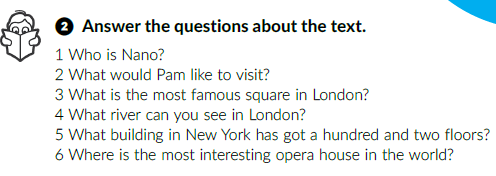 2 Answer the questions about the text.
1 Who is Nano?
2 What would Pam like to visit?
3 What is the most famous square in London?
4 What river can you see in London?
5 What building in New York has got a hundred and two floors?
6 Where is the most interesting opera house in the world?